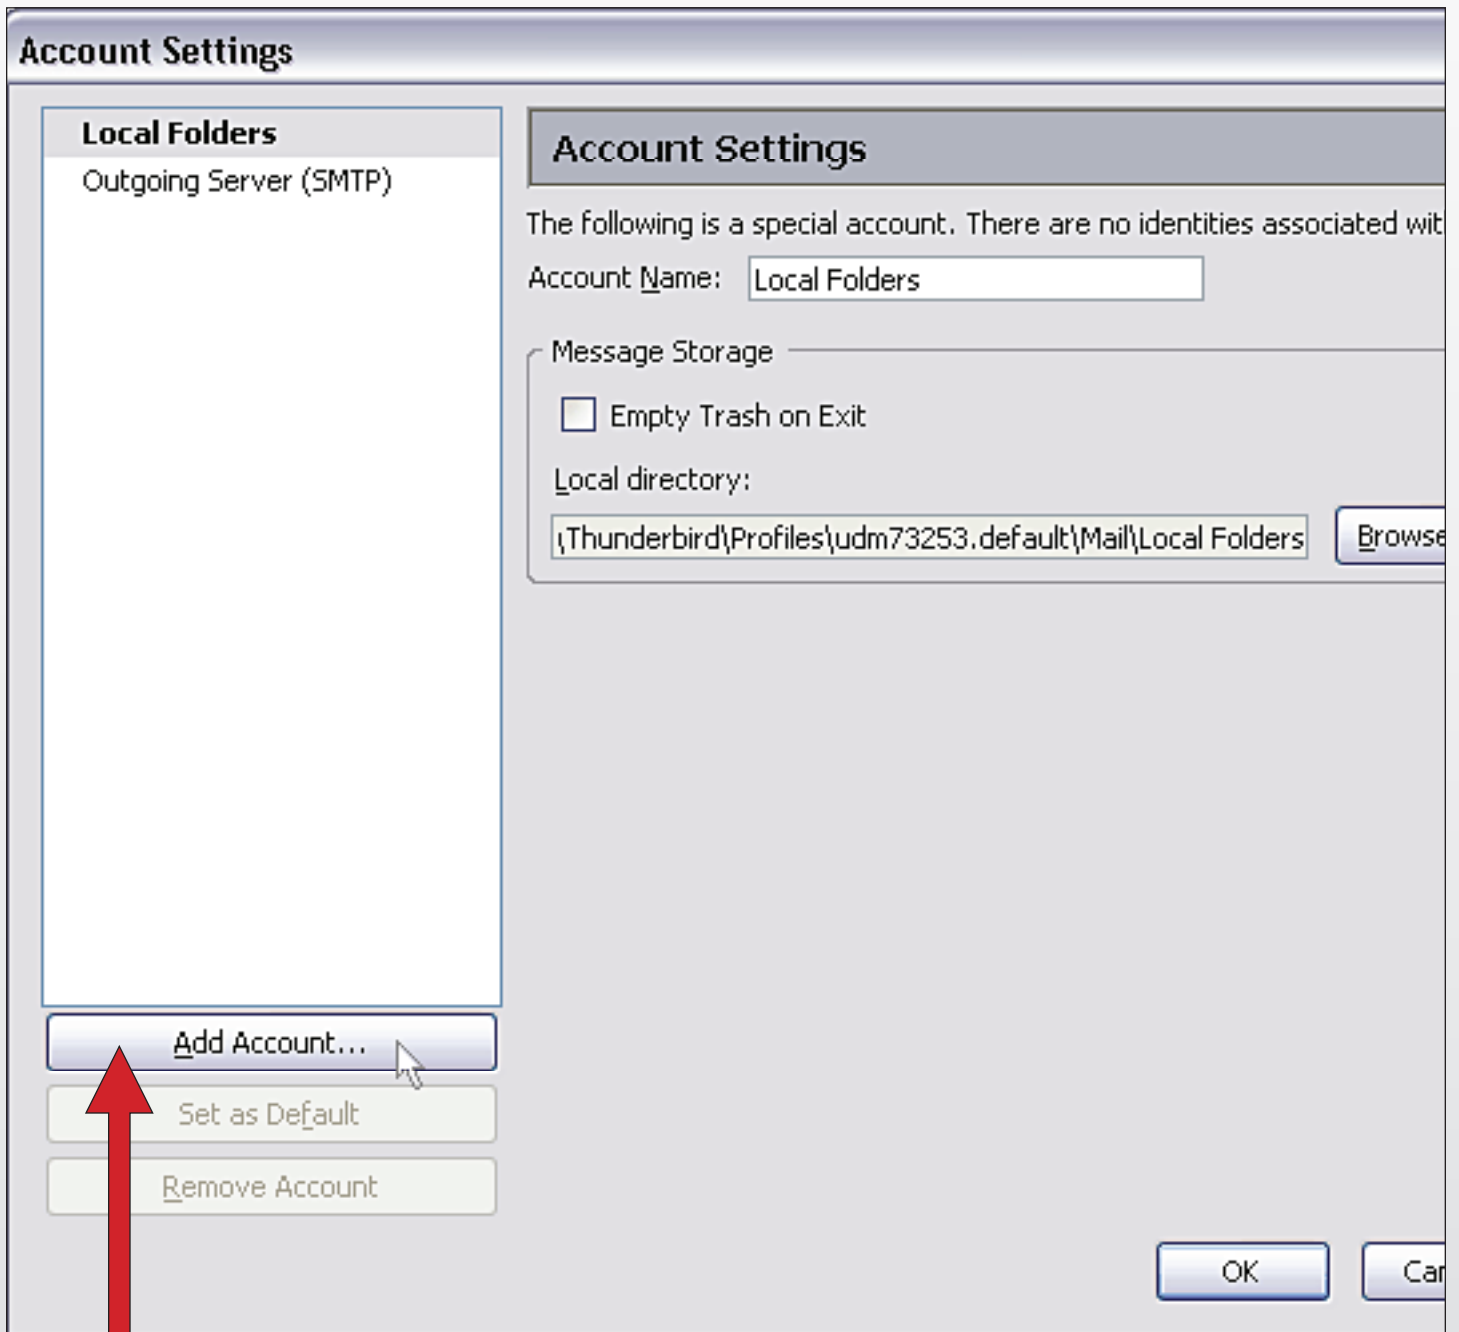 Account Settings
Local Folders
Outgoing Server (SMTP)
Account Settings
The following is a special account. There are no identities associated wit
Account Name: Local Folders
Message Storage
Empty Trash on Exit
Local directory:
\Thunderbird\Profiles\udm73253.default\Mail\Local Folders
Browse
Add Account...
Set as Default
Remove Account
OK
Can